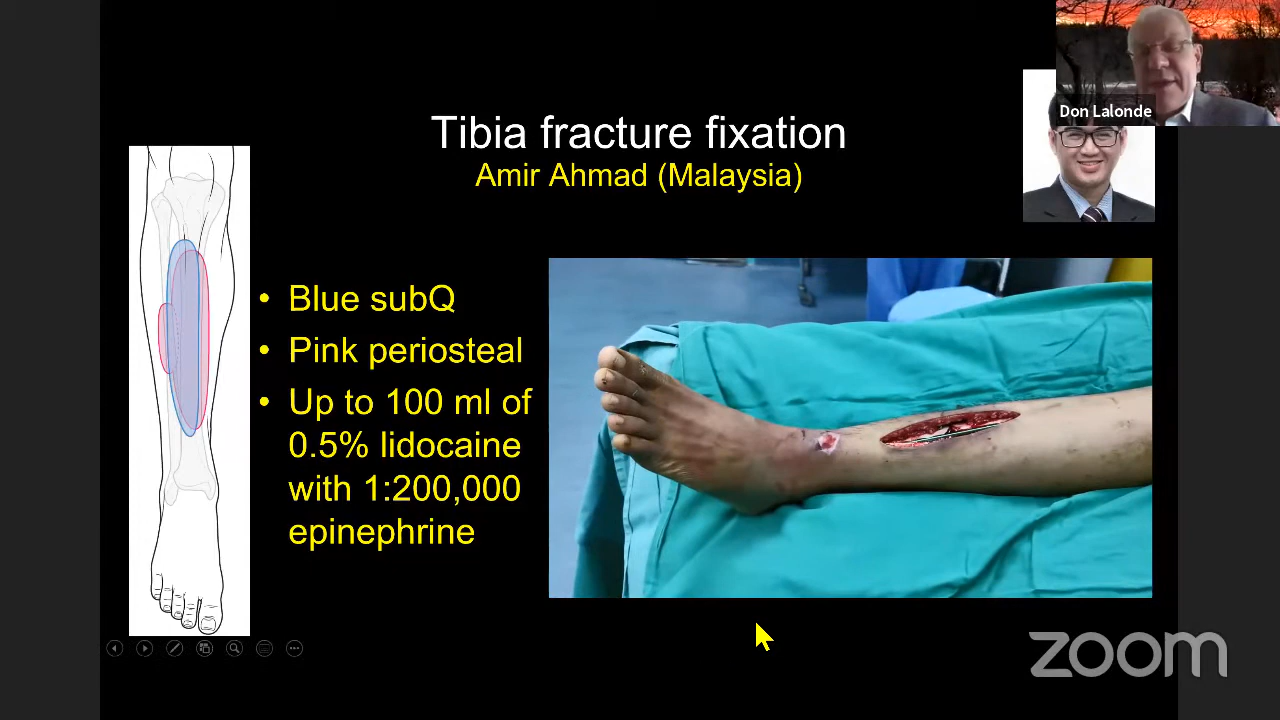 Don Lalonde
Tibia fracture fixation
Amir Ahmad (Malaysia)
• Blue subQ
• Pink periosteal
• Up to 100 ml of
0.5% lidocaine
with 1:200,000
epinephrine
zoom